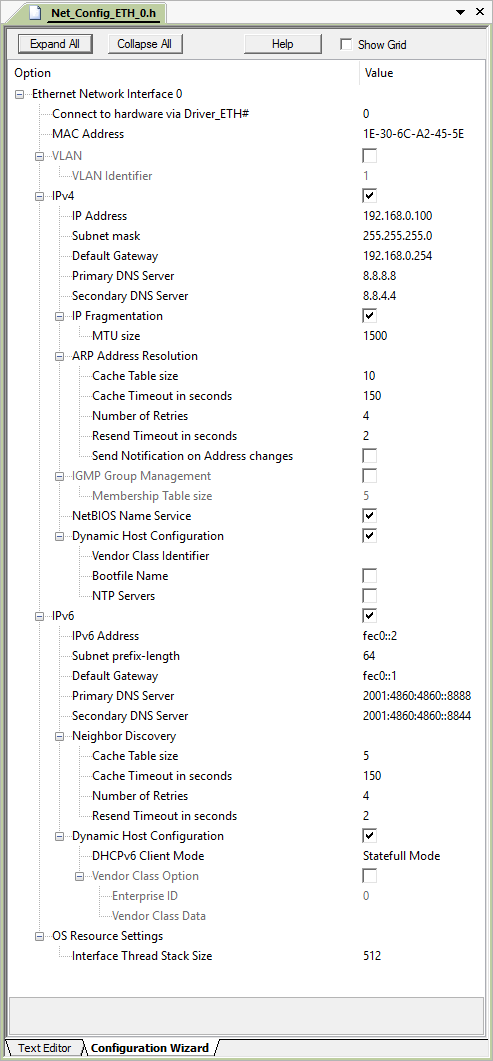 Net_Config_ETH_0.h
Expand All Collapse All Help Show Grid
Option Value
Ethernet Network Interface 0
Connect to hardware via Driver_ETH# 0
MAC Address 1E-30-6C-A2-45-5E
VLAN
VLAN Identifier 1
IPv4
IP Address 192.168.0.100
Subnet mask 255.255.255.0
Default Gateway 192.168.0.254
Primary DNS Server 8.8.8.8
Secondary DNS Server 8.8.4.4
IP Fragmentation
MTU size 1500
ARP Address Resolution
Cache Table size 10
Cache Timeout in seconds 150
Number of Retries 4
Resend Timeout in seconds 2
Send Notification on Address changes
IGMP Group Management
Membership Table size 5
NetBIOS Name Service
Dynamic Host Configuration
Vendor Class Identifier
Bootfile Name
NTP Servers
IPv6
IPv6 Address fec0::2
Subnet prefix-length 64
Default Gateway fec0::1
Primary DNS Server 2001:4860:4860::8888
Secondary DNS Server 2001:4860:4860::8844
Neighbor Discovery
Cache Table size 5
Cache Timeout in seconds 150
Number of Retries 4
Resend Timeout in seconds 2
Dynamic Host Configuration
DHCPv6 Client Mode Statefull Mode
Vendor Class Option
Enterprise ID 0
Vendor Class Data
OS Resource Settings
Interface Thread Stack Size 512
Text Editor Configuration Wizard